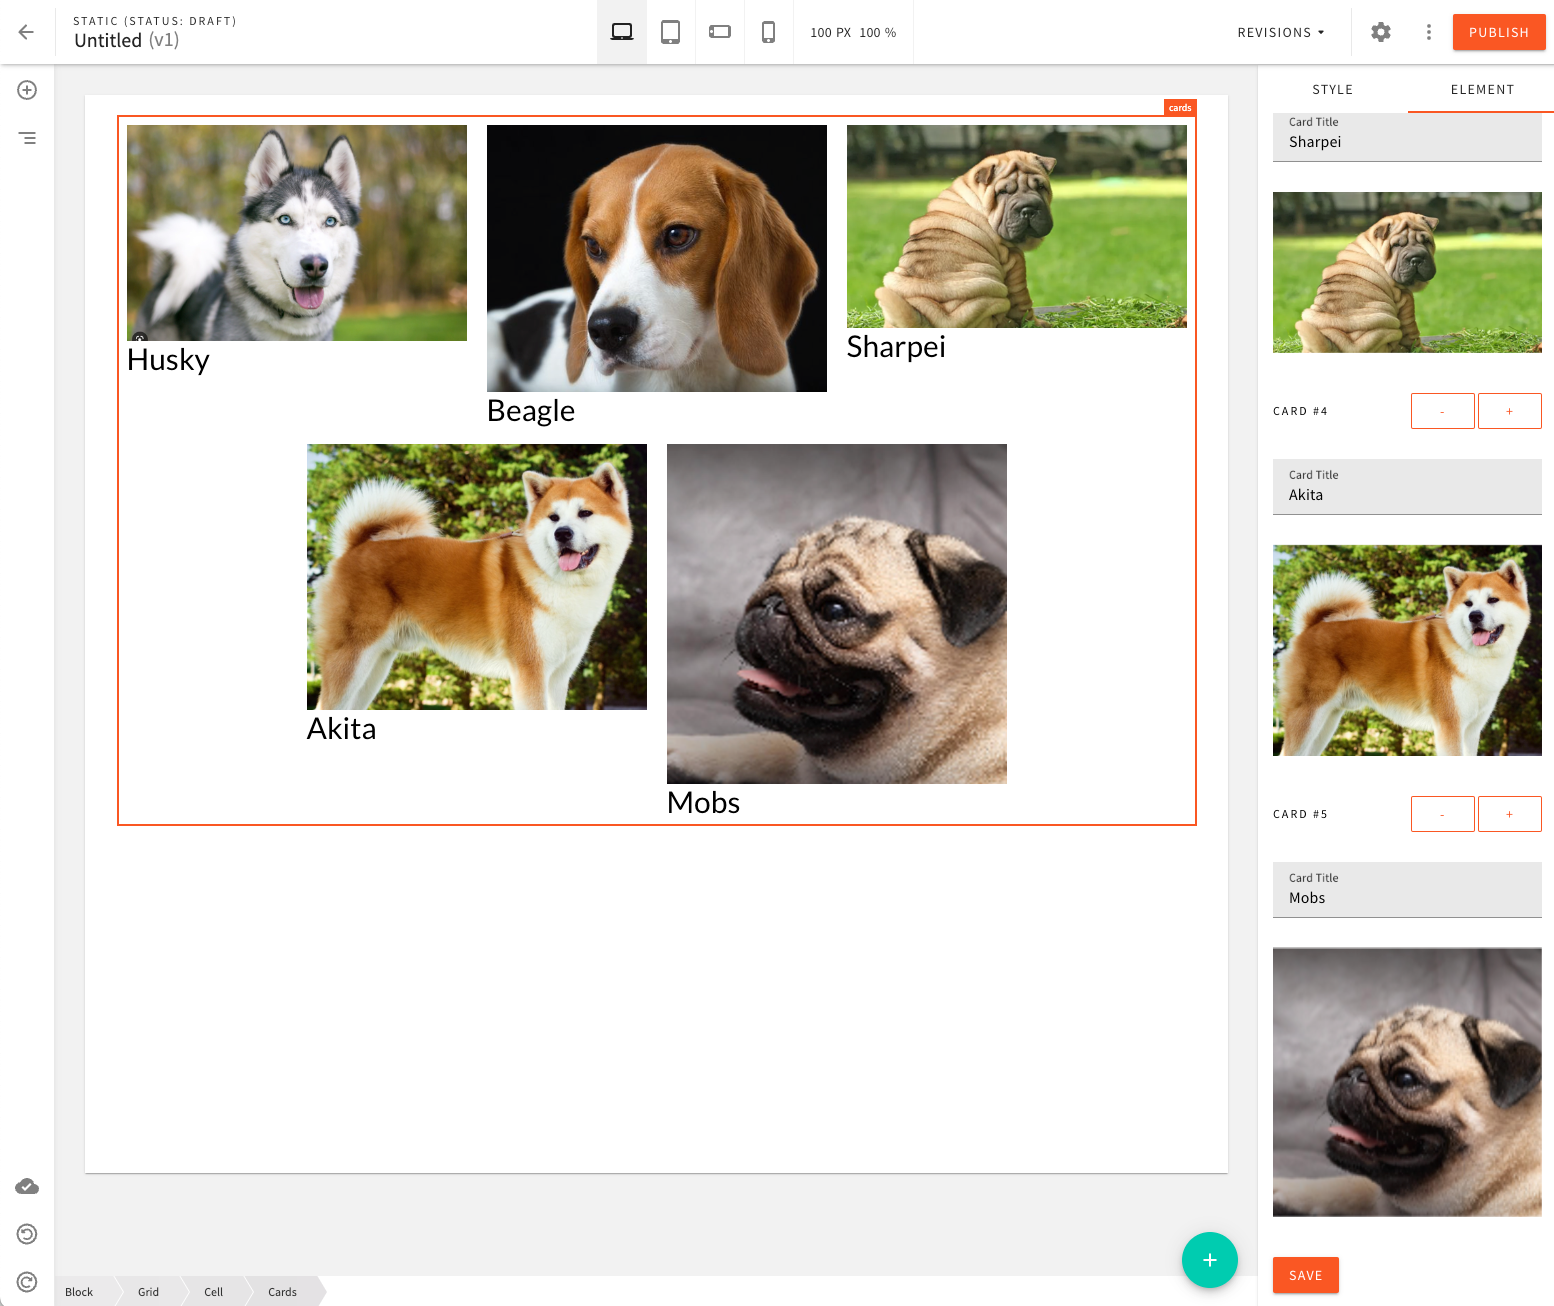 STATIC (STATUS: DRAFT)
Untitled (v1)
100 PX 100 %
REVISIONS
PUBLISH
STYLE
ELEMENT
cards
Husky
Beagle
Sharpei
Akita
Mobs
Card Title
Sharpei
CARD #4
-
+
Card Title
Akita
CARD #5
-
+
Card Title
Mobs
SAVE
+
Block
Grid
Cell
Cards